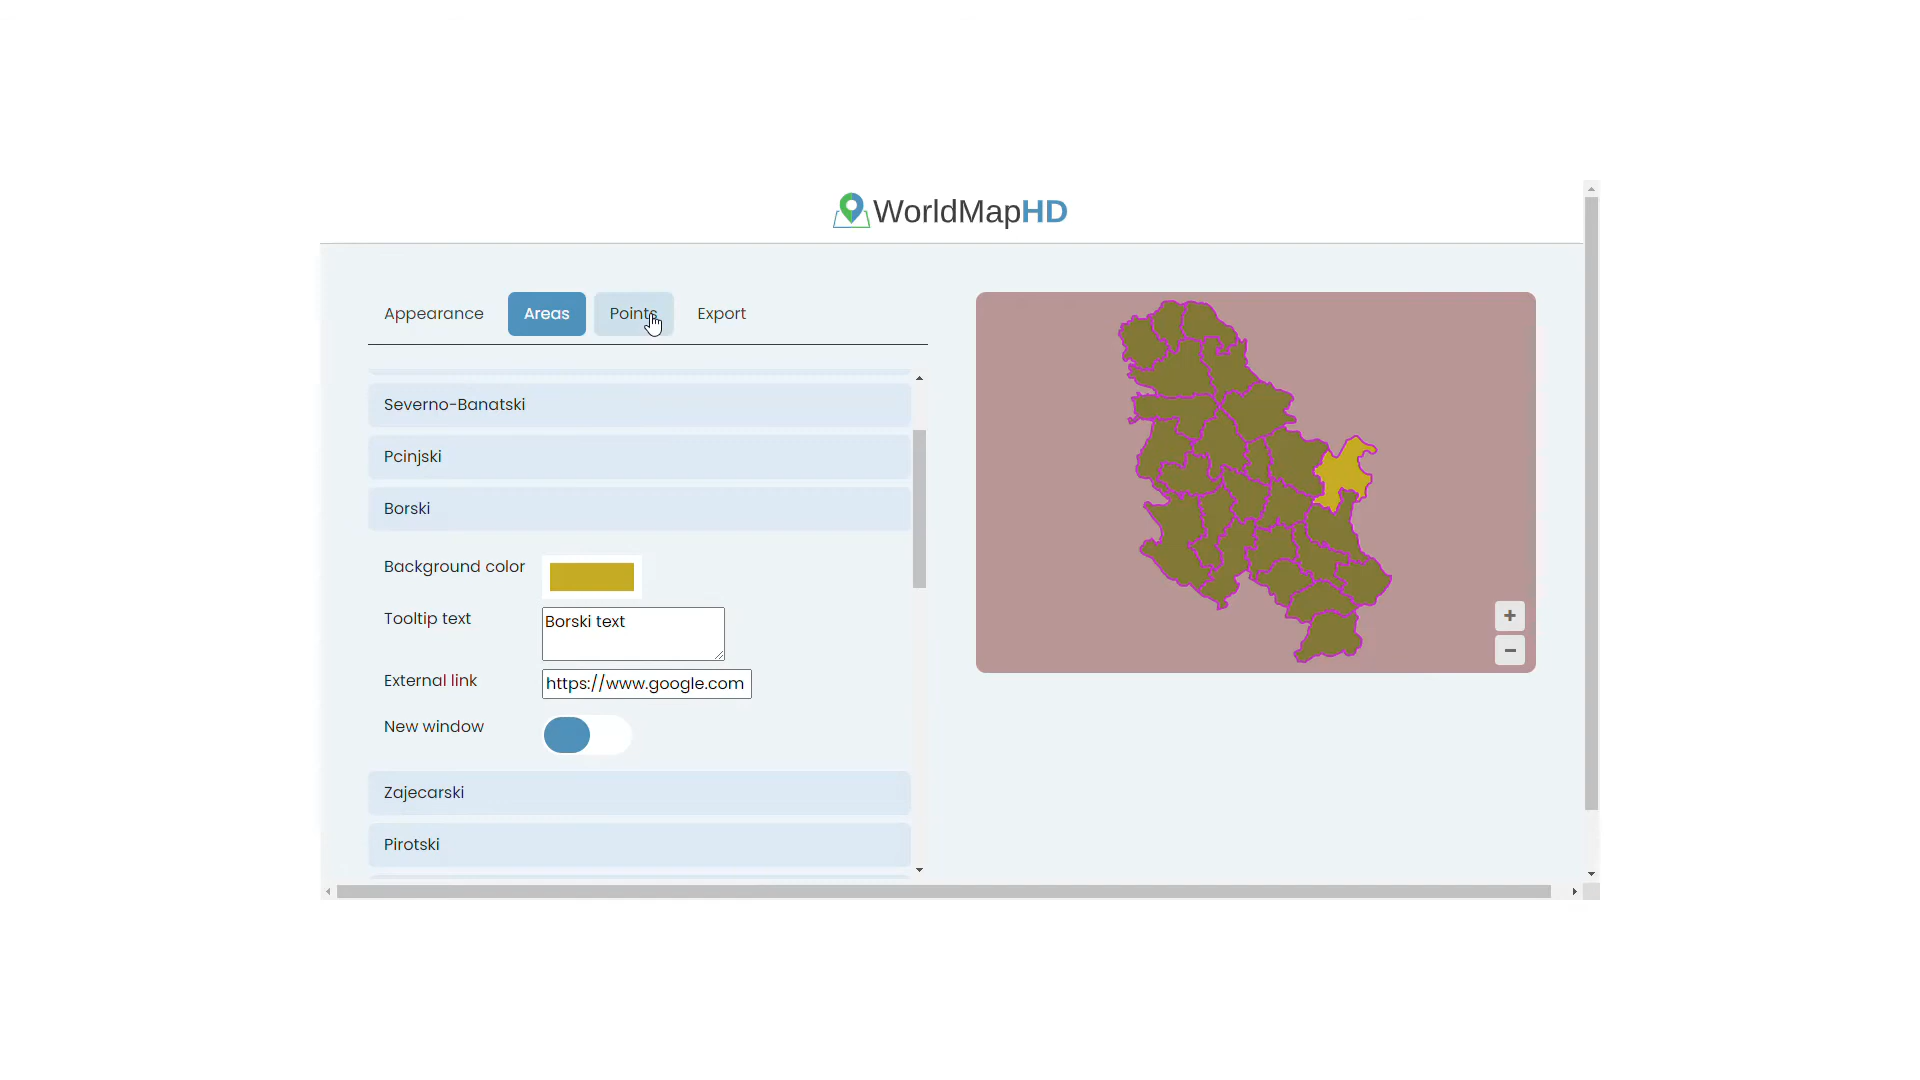 WorldMapHD
Appearance Areas Points Export
Severno-Banatski
Pcinjski
Borski
Background color
Tooltip text
Borski text
External link
https://www.google.com
New window
Zajecarski
Pirotski
+
−